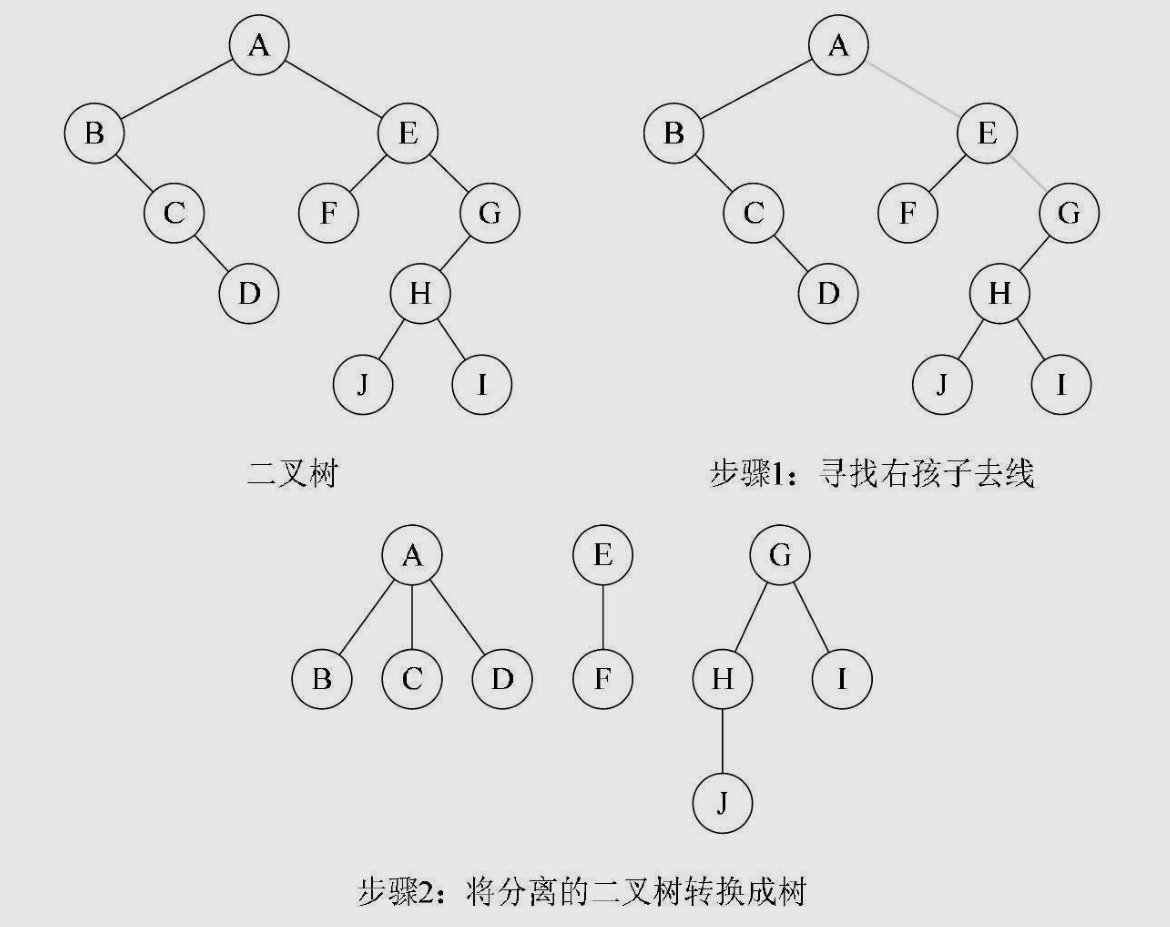 A A
B E B E
C F G C F G
D H D H
J I J I
二叉树 步骤1：寻找右孩子去线
A E G
B C D F H I
J
步骤2：将分离的二叉树转换成树